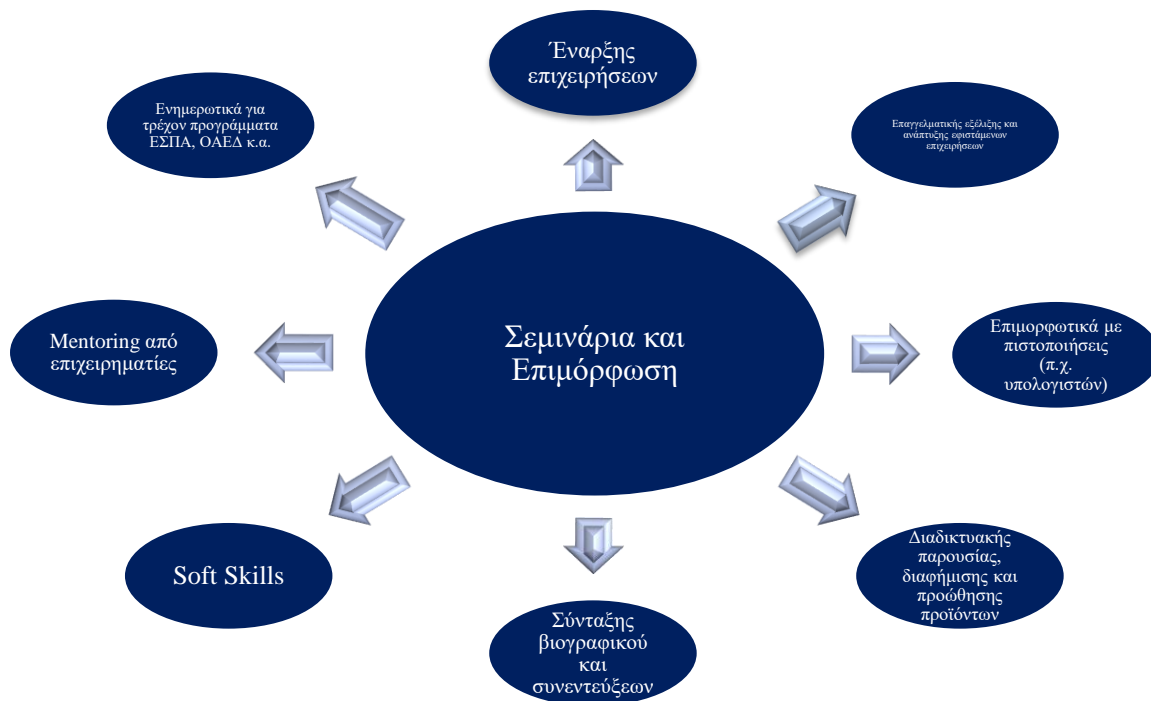 Έναρξης
επιχειρήσεων
Ενημερωτικά για
τρέχον προγράμματα
ΕΣΠΑ, ΟΑΕΔ κ.α.
Επαγγελματικής εξέλιξης και
ανάπτυξης εφιστάμενων
επιχειρήσεων
Σεμινάρια και
Επιμόρφωση
Mentoring από
επιχειρηματίες
Επιμορφωτικά με
πιστοποιήσεις
(π.χ.
υπολογιστών)
Soft Skills
Διαδικτυακής
παρουσίας,
διαφήμισης και
προώθησης
προϊόντων
Σύνταξης
βιογραφικού
και
συνεντεύξεων